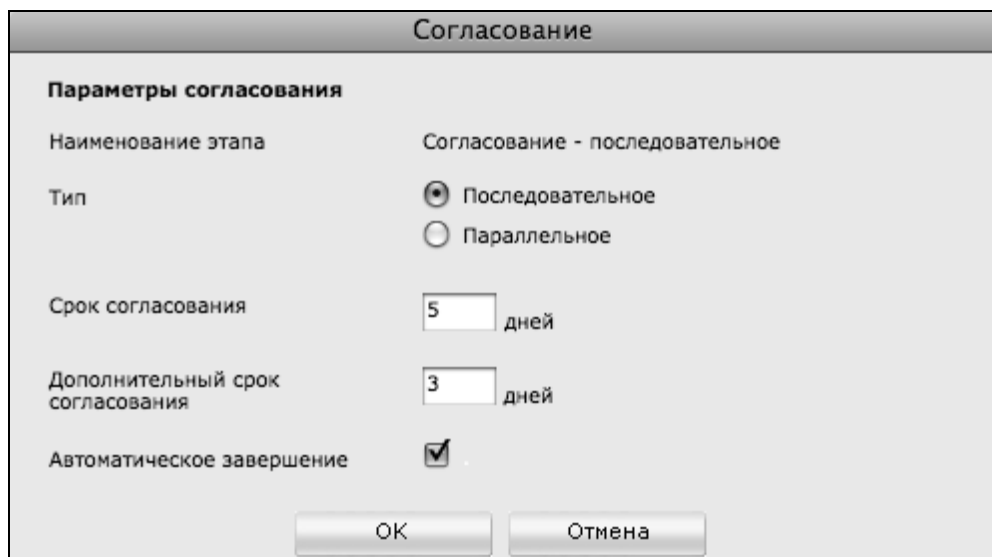 Согласование
Параметры согласования
Наименование этапа Согласование - последовательное
Тип Последовательное
Параллельное
Срок согласования 5 дней
Дополнительный срок
согласования 3 дней
Автоматическое завершение
OK Отмена